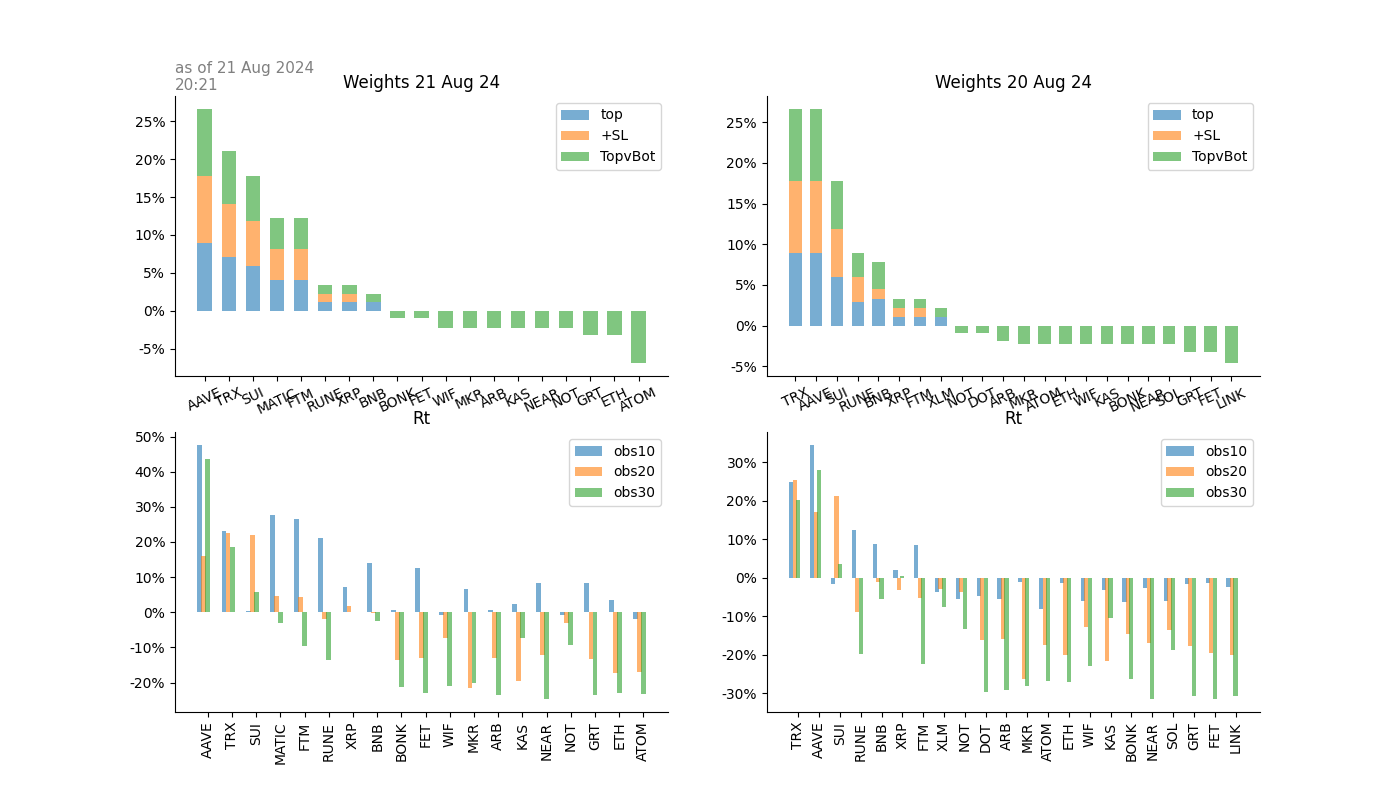 as of 21 Aug 2024
20:21
Weights 21 Aug 24
25%
20%
15%
10%
5%
0%
-5%
top
+SL
TopvBot
AAVE TRX SUI MATIC FTM RUNE XRP BNB BONK FET WIF MKR ARB KAS NEAR NOT GRT ETH ATOM
Weights 20 Aug 24
25%
20%
15%
10%
5%
0%
-5%
top
+SL
TopvBot
TRX AAVE SUI RUNE BNB XRP FTM XLM NOT DOT ARB MKR ATOM ETH WIF KAS BONK NEAR SOL GRT FET LINK
Rt
50%
40%
30%
20%
10%
0%
-10%
-20%
obs10
obs20
obs30
AAVE TRX SUI MATIC FTM RUNE XRP BNB BONK FET WIF MKR ARB KAS NEAR NOT GRT ETH ATOM
Rt
30%
20%
10%
0%
-10%
-20%
-30%
obs10
obs20
obs30
TRX AAVE SUI RUNE BNB XRP FTM XLM NOT DOT ARB MKR ATOM ETH WIF KAS BONK NEAR SOL GRT FET LINK